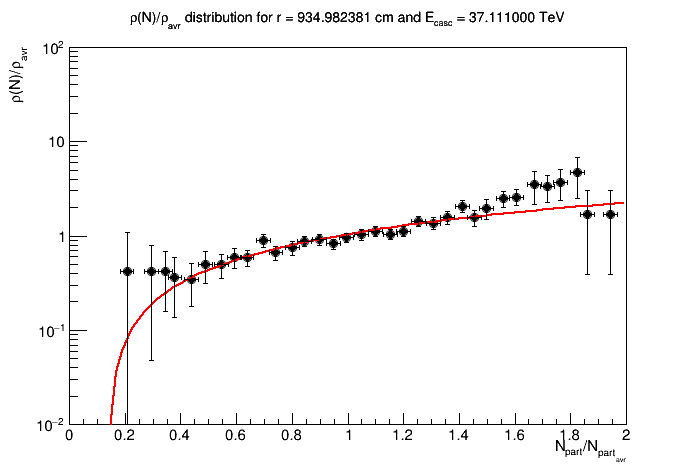 ρ(N)/ρavr distribution for r = 934.982381 cm and Ecasc = 37.111000 TeV
ρ(N)/ρavr
10²
10
1
10⁻¹
10⁻²
0 0.2 0.4 0.6 0.8 1 1.2 1.4 1.6 1.8 2
Npart/Npartavr